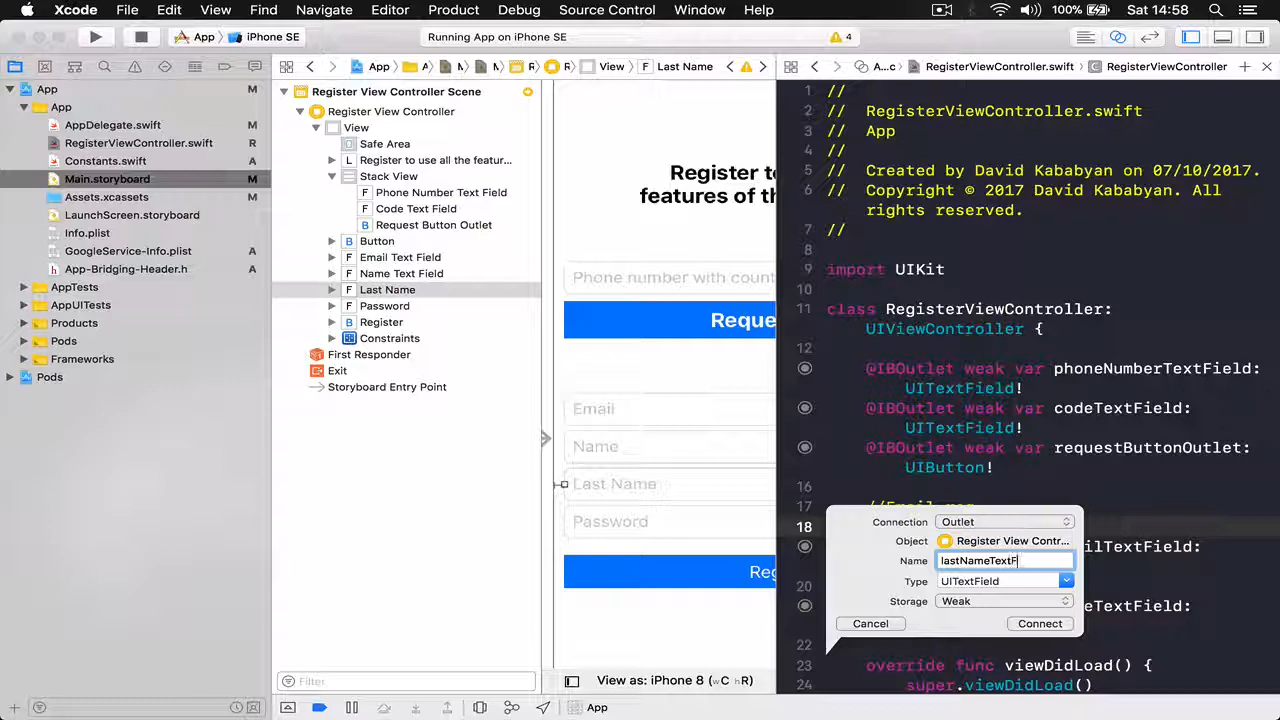 Xcode File Edit View Find Navigate Editor Product Debug Source Control Window Help 100% Sat 14:58
App iPhone SE Running App on iPhone SE 4
App A M M R R View F Last Name A...c RegisterViewController.swift C RegisterViewController
App M
App
AppDelegate.swift M
RegisterViewController.swift R
Constants.swift A
Main.storyboard M
Assets.xcassets M
LaunchScreen.storyboard
Info.plist
GoogleService-Info.plist A
App-Bridging-Header.h A
AppTests
AppUITests
Products
Pods
Frameworks
Pods
Register View Controller Scene
Register View Controller
View
Safe Area
L Register to use all the featur...
Stack View
F Phone Number Text Field
F Code Text Field
B Request Button Outlet
B Button
F Email Text Field
F Name Text Field
F Last Name
F Password
B Register
Constraints
First Responder
Exit
Storyboard Entry Point
Filter
Register to
features of th
Phone number with count
Reque
Email
Name
Last Name
Password
Reg
View as: iPhone 8 (wC hR)
1 //
2 // RegisterViewController.swift
3 // App
4 //
5 // Created by David Kababyan on 07/10/2017.
6 // Copyright © 2017 David Kababyan. All
rights reserved.
7 //
8
9 import UIKit
10
11 class RegisterViewController:
UIViewController {
12
@IBOutlet weak var phoneNumberTextField:
UITextField!
@IBOutlet weak var codeTextField:
UITextField!
@IBOutlet weak var requestButtonOutlet:
UIButton!
16
17
18
ilTextField:
20
eTextField:
22
23 override func viewDidLoad() {
24 super.viewDidLoad()
Connection Outlet
Object Register View Contr...
Name lastNameTextF
Type UITextField
Storage Weak
Cancel Connect
App